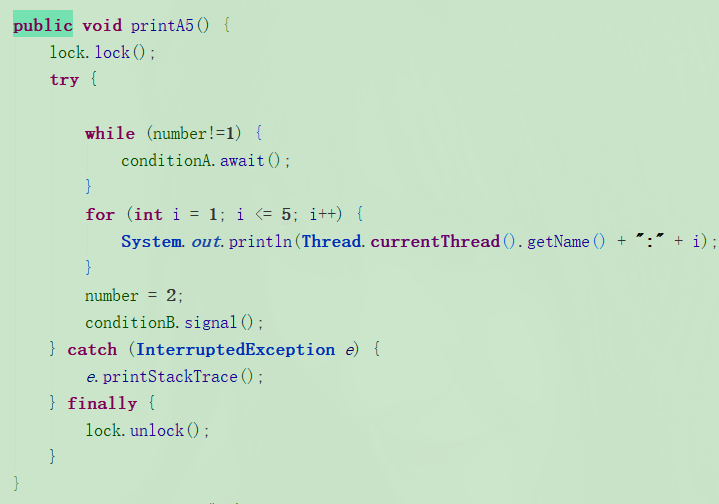 public void printA5() {
lock.lock();
try {
while (number!=1) {
conditionA.await();
}
for (int i = 1; i <= 5; i++) {
System.out.println(Thread.currentThread().getName() + ":" + i);
}
number = 2;
conditionB.signal();
} catch (InterruptedException e) {
e.printStackTrace();
} finally {
lock.unlock();
}
}